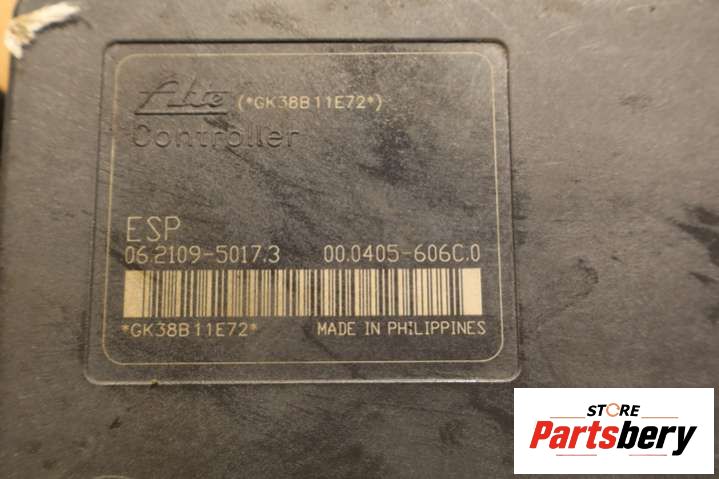 Ate (*GK38B11E72*)
Controller
ESP
06.2109-5017.3 00.0405-606C.0
*GK38B11E72* MADE IN PHILIPPINES
STORE
Partsbery